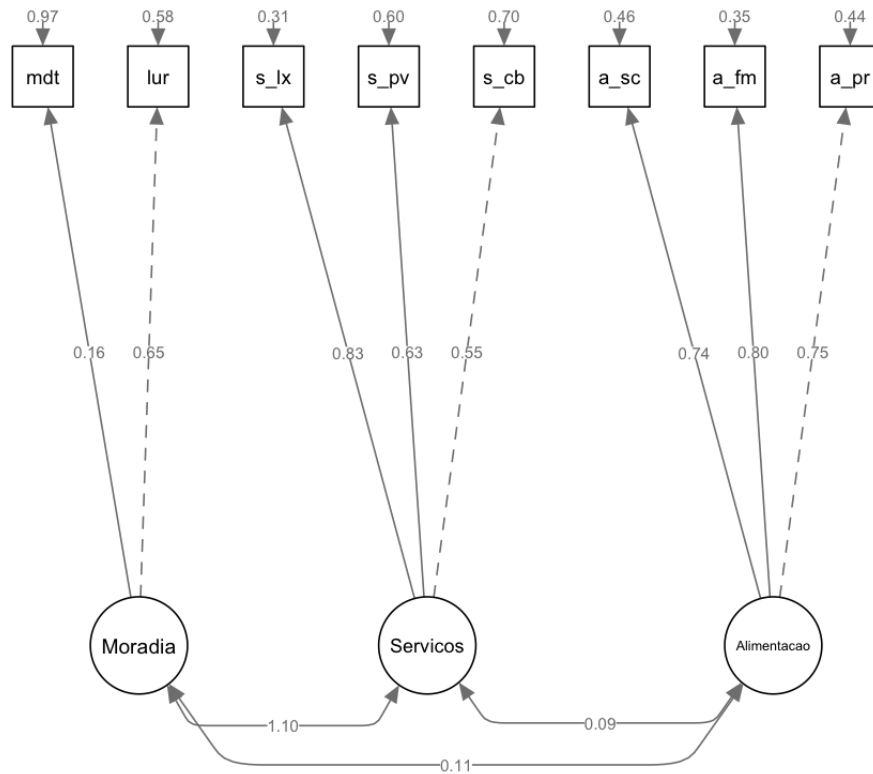 0.97 0.58 0.31 0.60 0.70 0.46 0.35 0.44
mdt lur s_lx s_pv s_cb a_sc a_fm a_pr
0.16 0.65 0.83 0.63 0.55 0.74 0.80 0.75
Moradia Servicos Alimentacao
1.10 0.09
0.11